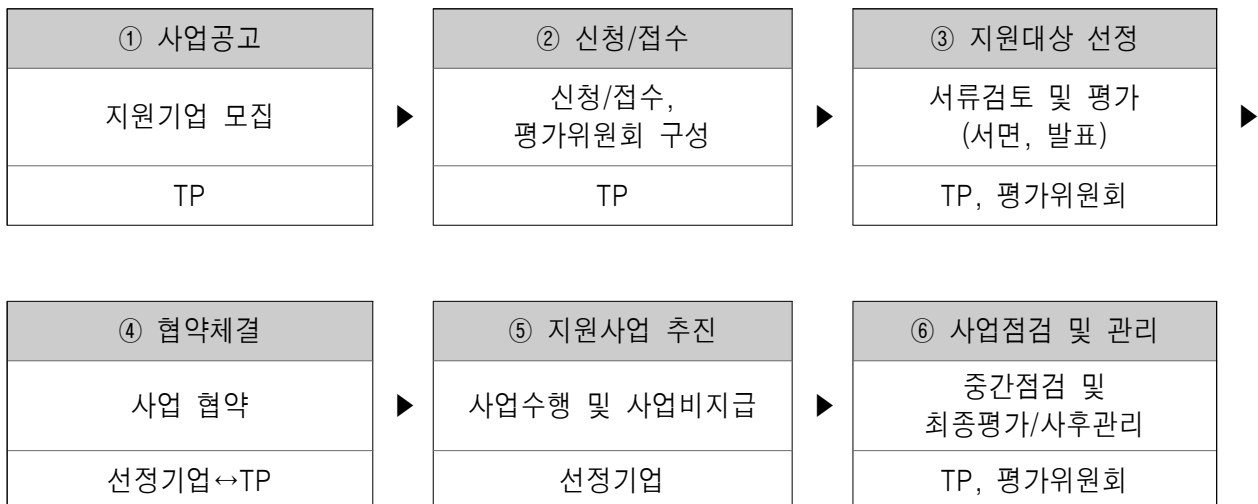 ① 사업공고
지원기업 모집
TP
▶
② 신청/접수
신청/접수,
평가위원회 구성
TP
▶
③ 지원대상 선정
서류검토 및 평가
(서면, 발표)
TP, 평가위원회
▶
④ 협약체결
사업 협약
선정기업↔TP
▶
⑤ 지원사업 추진
사업수행 및 사업비지급
선정기업
▶
⑥ 사업점검 및 관리
중간점검 및
최종평가/사후관리
TP, 평가위원회